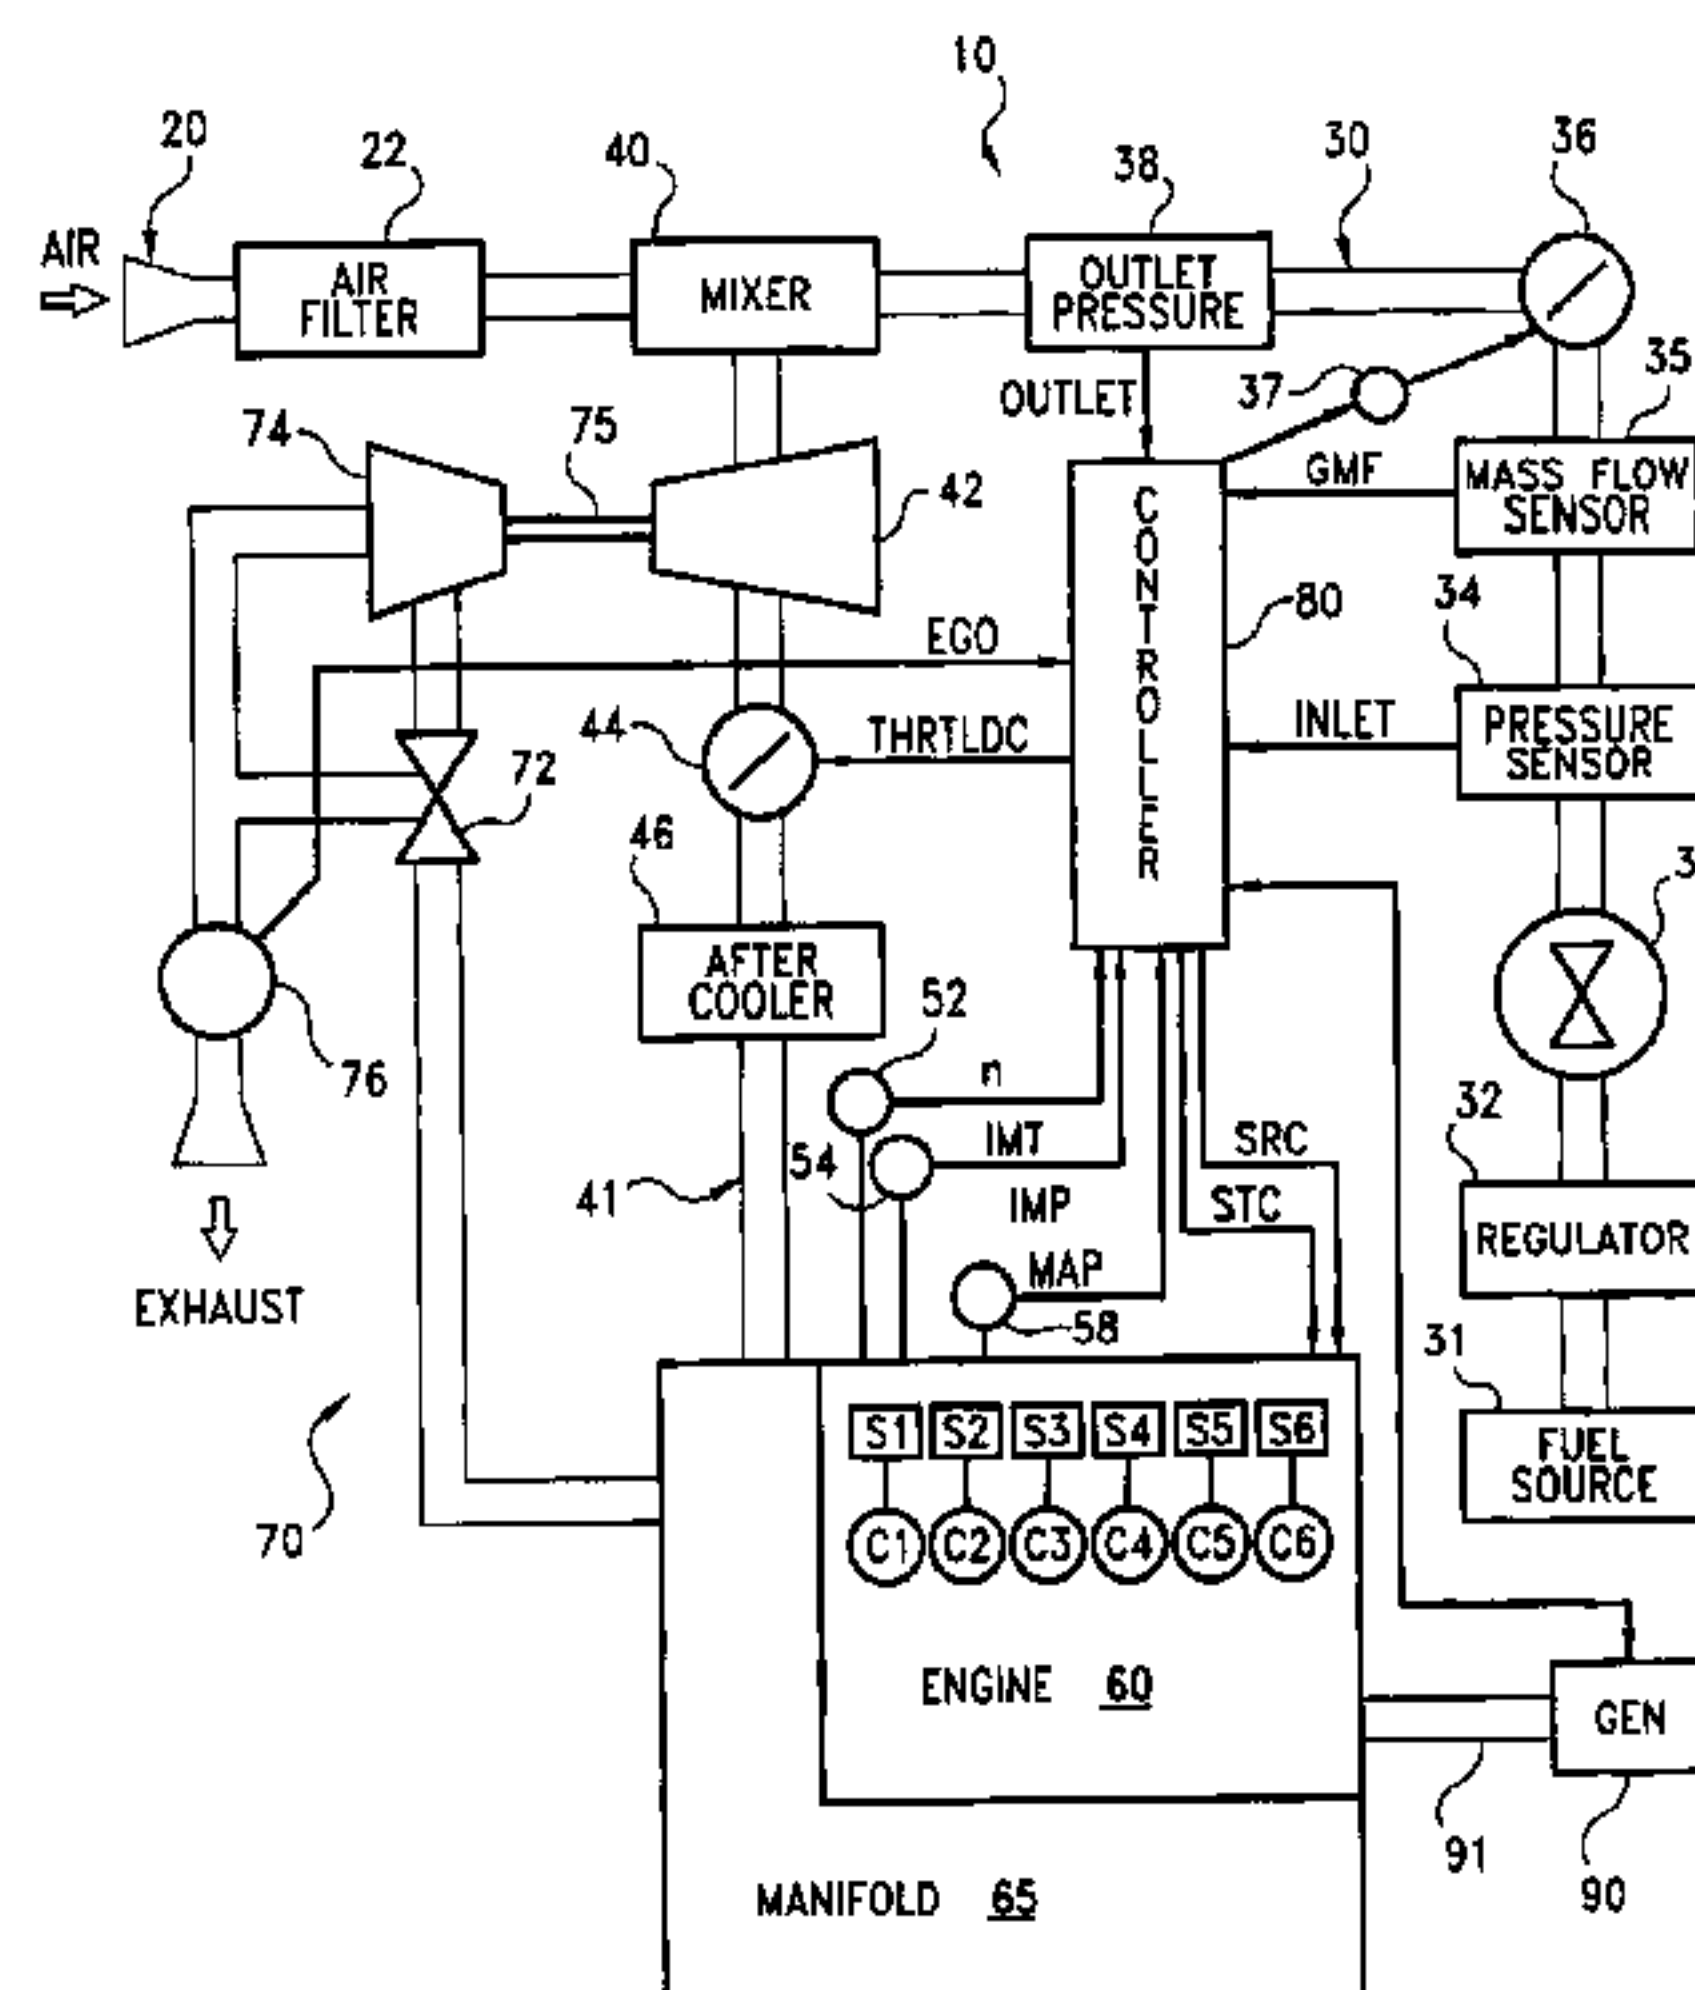 10
20
22
40
38
30
36
AIR
AIR
FILTER
MIXER
OUTLET
PRESSURE
35
37
OUTLET
74
75
42
GMF
MASS FLOW
SENSOR
CONTROLLER
34
80
EGO
44
THRTLDC
INLET
PRESSURE
SENSOR
72
46
AFTER
COOLER
52
76
n
32
54
IMT
SRC
41
IMP
STC
REGULATOR
MAP
EXHAUST
58
31
S1 S2 S3 S4 S5 S6
FUEL
SOURCE
70
C1 C2 C3 C4 C5 C6
ENGINE 60
GEN
91
90
MANIFOLD 65